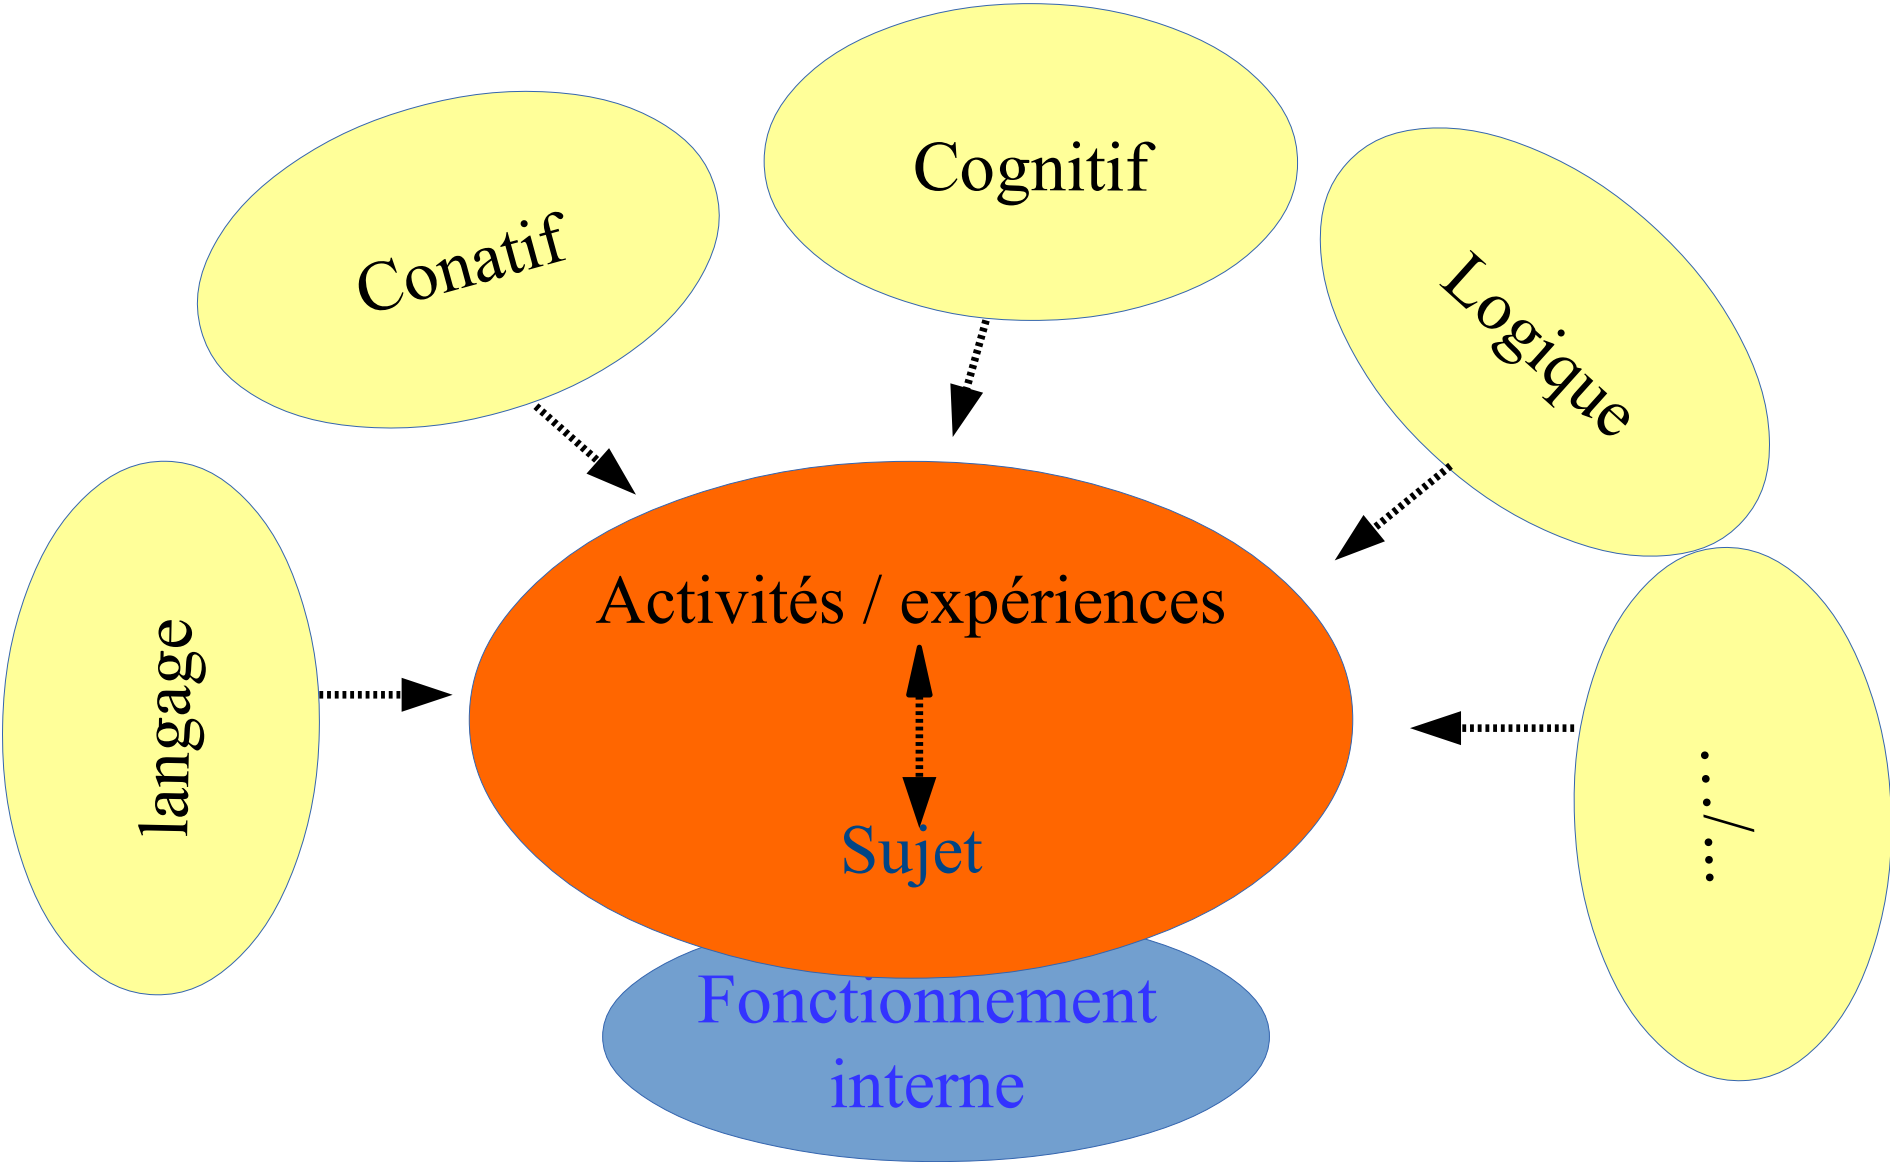 Cognitif
Conatif
Logique
langage
Activités / expériences
Sujet
.../...
Fonctionnement
interne